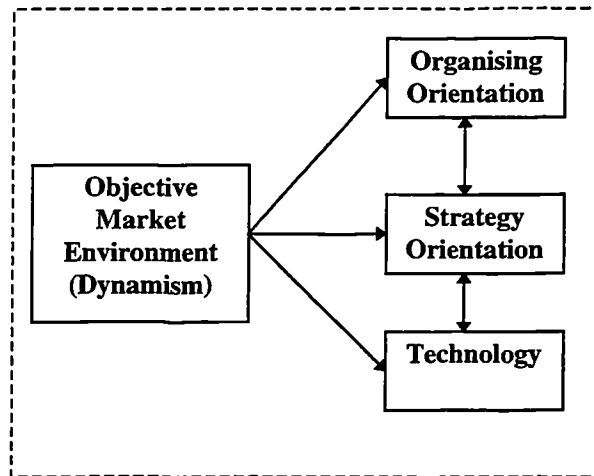 Organising
Orientation
Objective
Market
Environment
(Dynamism)
Strategy
Orientation
Technology